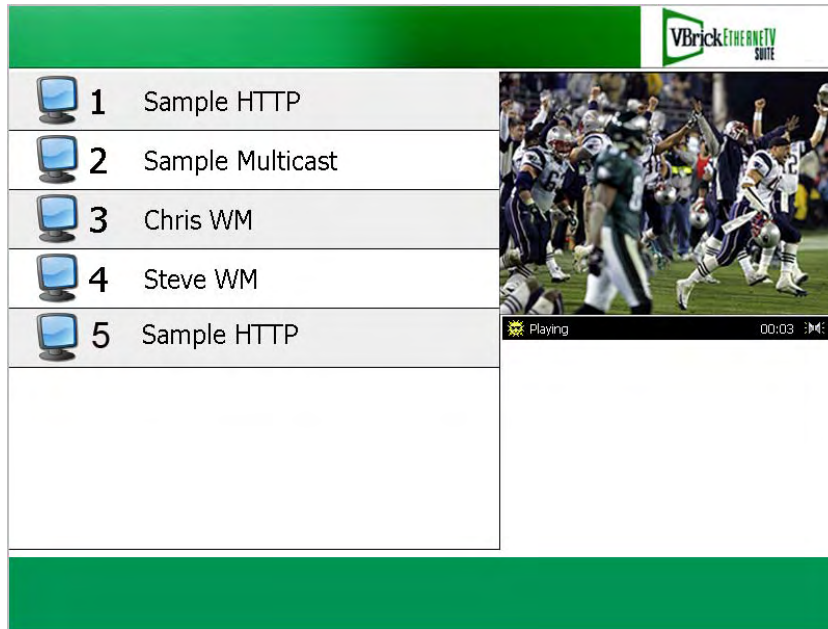 VBrick ETHERNETV
SUITE
1 Sample HTTP
2 Sample Multicast
3 Chris WM
4 Steve WM
5 Sample HTTP
Playing 00:03